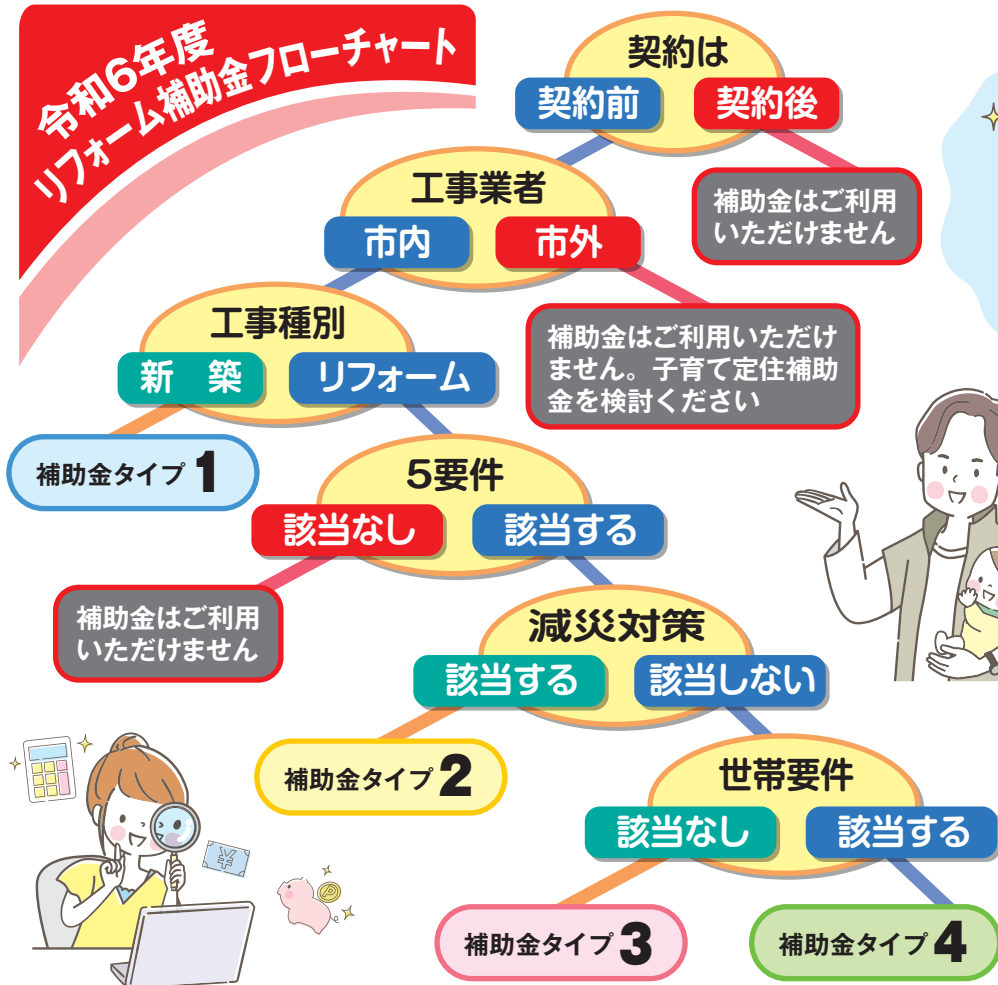 令和6年度
リフォーム補助金フローチャート
契約は
契約前
契約後
補助金はご利用
いただけません
工事業者
市内
市外
補助金はご利用いただけ
ません。子育て定住補助
金を検討ください
工事種別
新 築
リフォーム
補助金タイプ 1
5要件
該当なし
該当する
補助金はご利用
いただけません
減災対策
該当する
該当しない
補助金タイプ 2
世帯要件
該当なし
該当する
補助金タイプ 3
補助金タイプ 4
¥
P